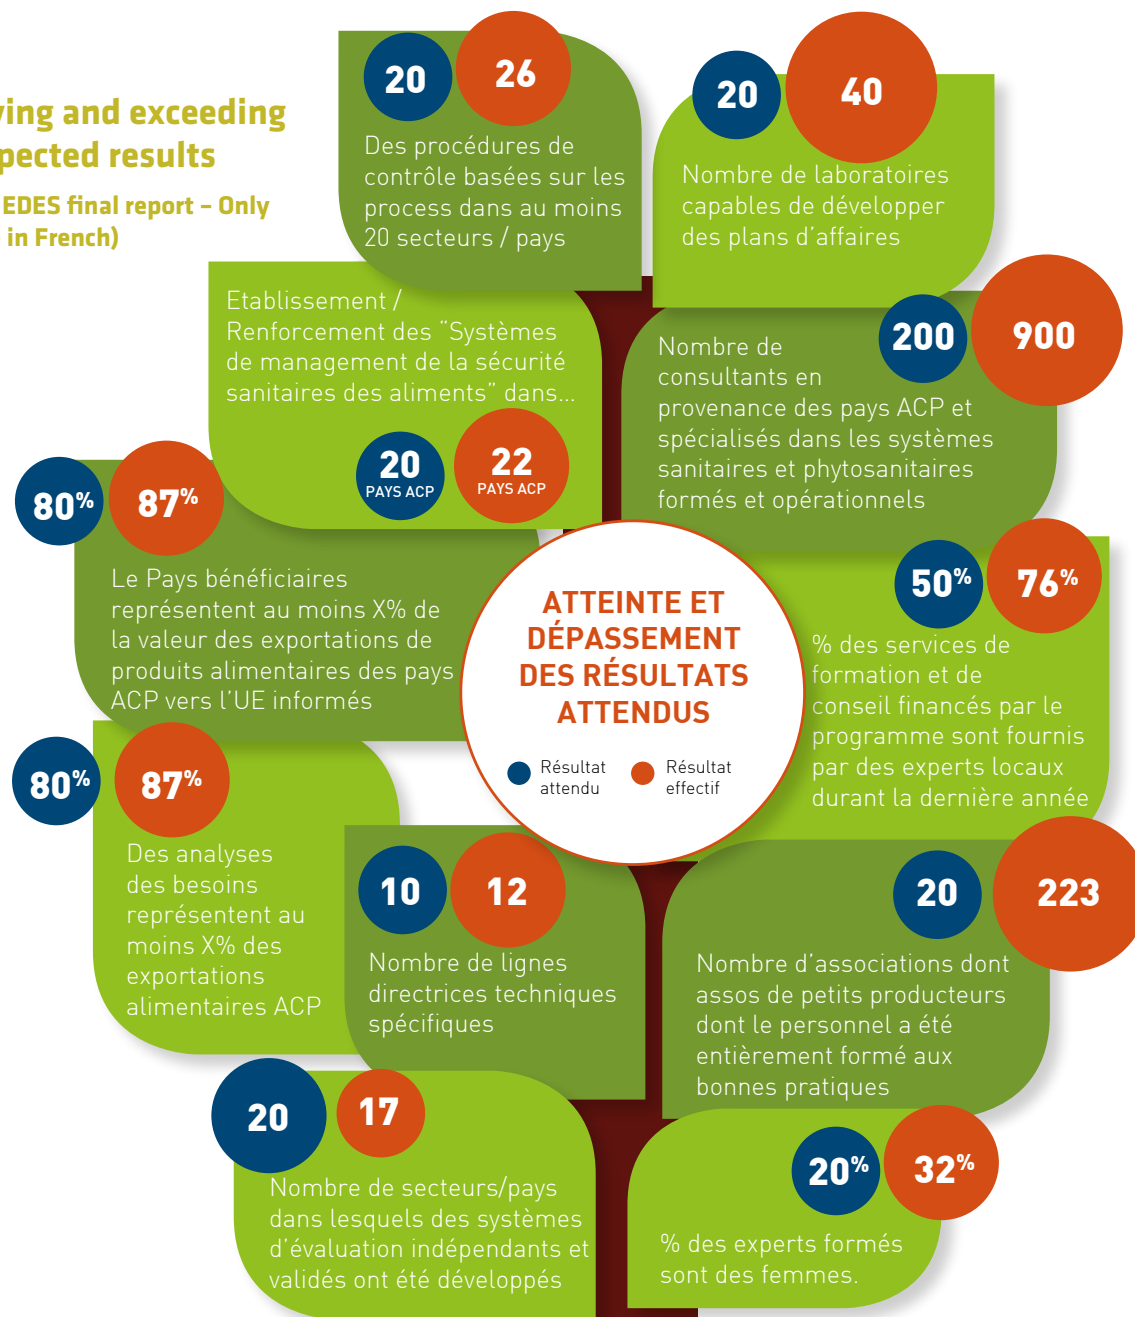 ving and exceeding
pected results
EDES final report – Only
in French)
20
26
Des procédures de
contrôle basées sur les
process dans au moins
20 secteurs / pays
20
40
Nombre de laboratoires
capables de développer
des plans d'affaires
Etablissement /
Renforcement des "Systèmes
de management de la sécurité
sanitaires des aliments" dans...
20
PAYS ACP
22
PAYS ACP
200
900
Nombre de
consultants en
provenance des pays ACP et
spécialisés dans les systèmes
sanitaires et phytosanitaires
formés et opérationnels
80%
87%
Le Pays bénéficiaires
représentent au moins X% de
la valeur des exportations de
produits alimentaires des pays
ACP vers l'UE informés
ATTEINTE ET
DÉPASSEMENT
DES RÉSULTATS
ATTENDUS
Résultat
attendu
Résultat
effectif
50%
76%
% des services de
formation et de
conseil financés par le
programme sont fournis
par des experts locaux
durant la dernière année
80%
87%
Des analyses
des besoins
représentent au
moins X% des
exportations
alimentaires ACP
10
12
Nombre de lignes
directrices techniques
spécifiques
20
223
Nombre d'associations dont
assos de petits producteurs
dont le personnel a été
entièrement formé aux
bonnes pratiques
20
17
Nombre de secteurs/pays
dans lesquels des systèmes
d'évaluation indépendants et
validés ont été développés
20%
32%
% des experts formés
sont des femmes.